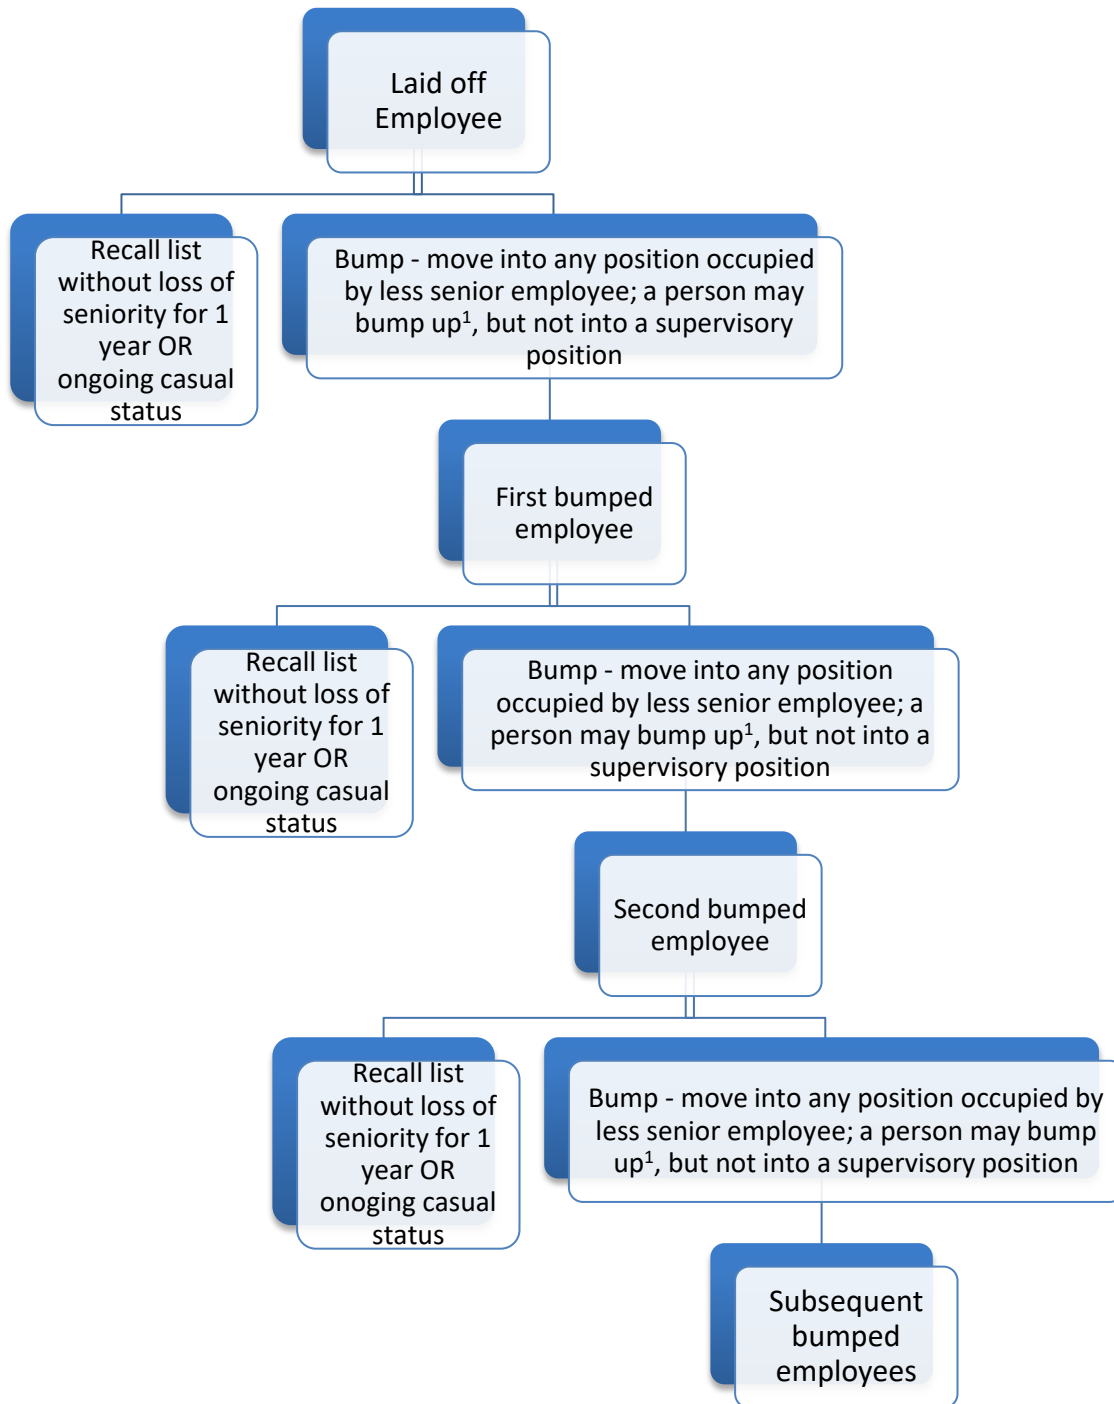 Laid off
Employee
Recall list
without loss of
seniority for 1
year OR
ongoing casual
status
Bump - move into any position occupied
by less senior employee; a person may
bump up¹, but not into a supervisory
position
First bumped
employee
Recall list
without loss of
seniority for 1
year OR
ongoing casual
status
Bump - move into any position
occupied by less senior employee; a
person may bump up¹, but not into a
supervisory position
Second bumped
employee
Recall list
without loss of
seniority for 1
year OR
onoging casual
status
Bump - move into any position occupied by
less senior employee; a person may bump
up¹, but not into a supervisory position
Subsequent
bumped
employees